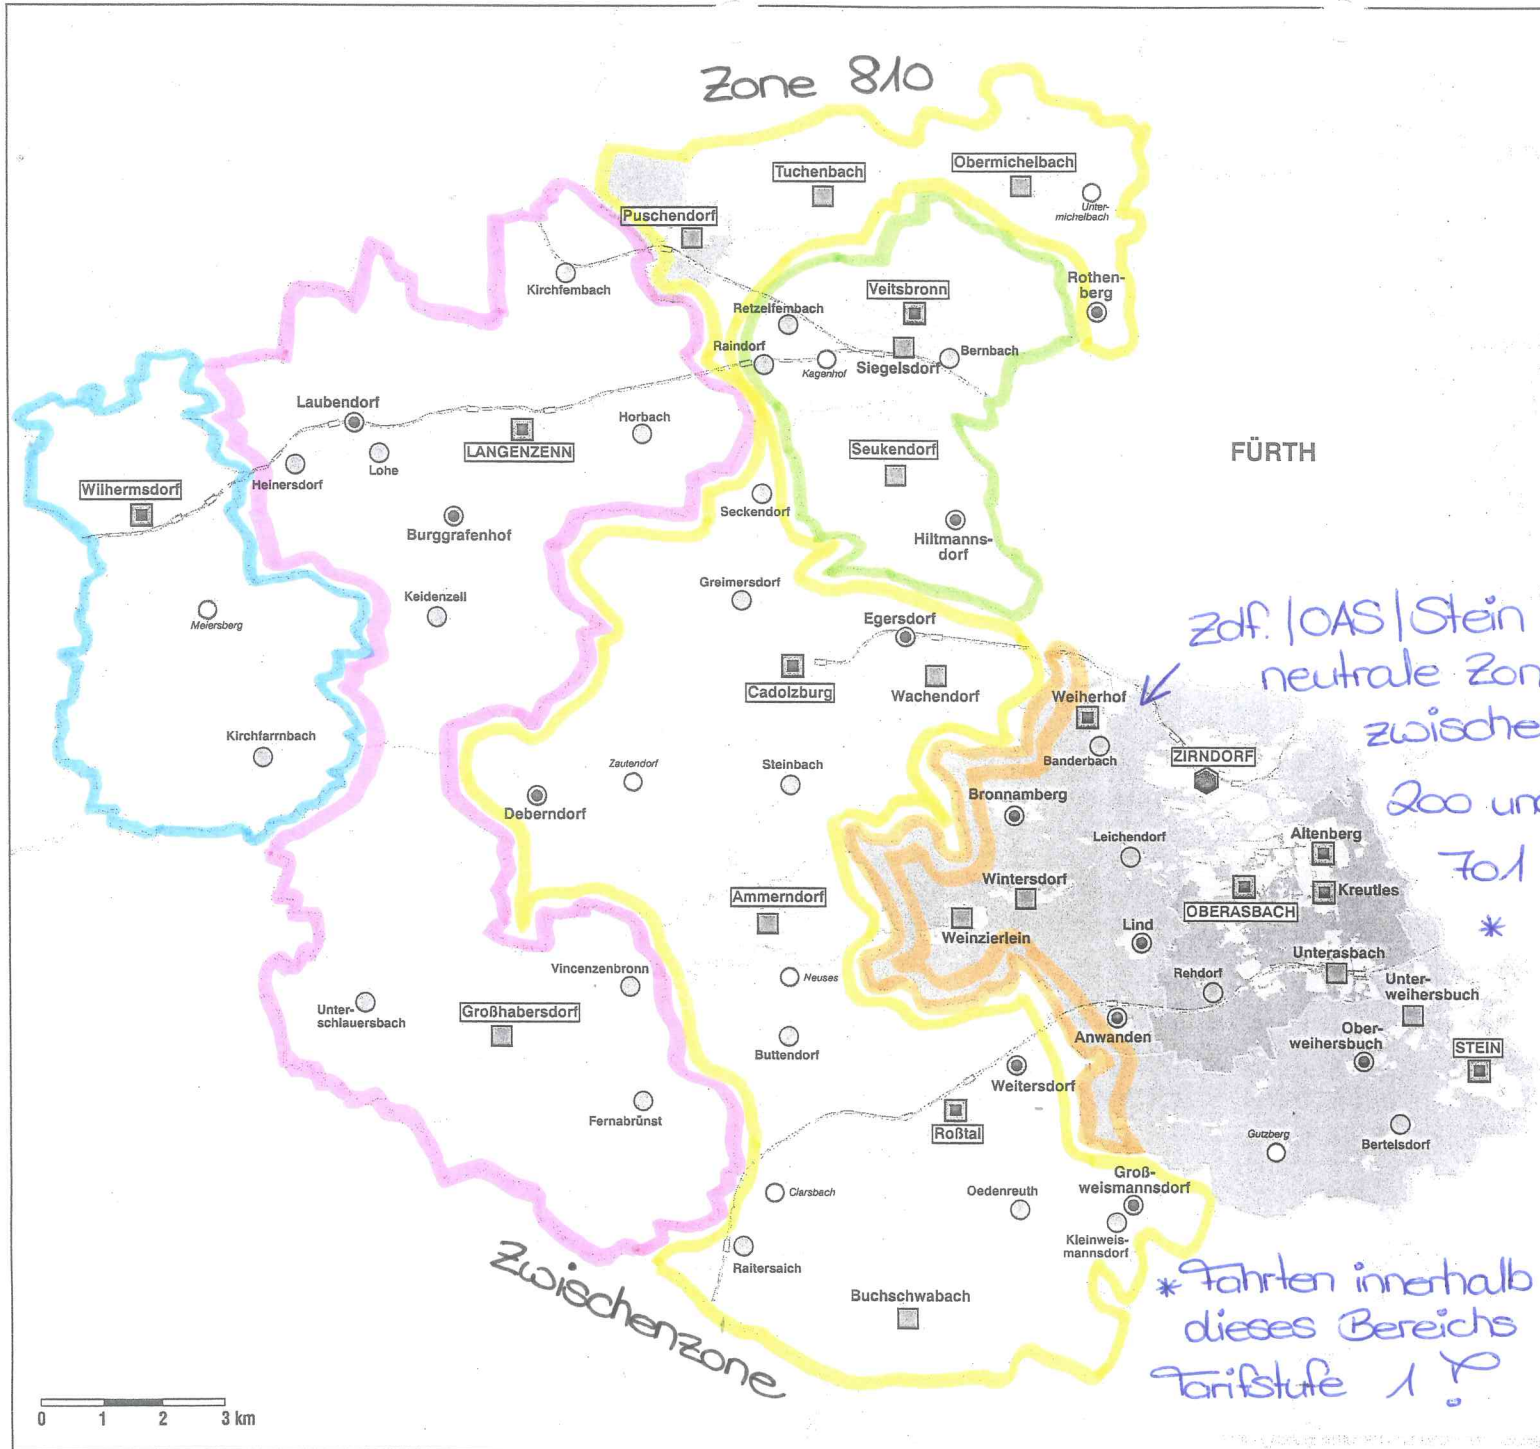 Zone 810
Tuchenbach
Obermichelbach
Unter-
michelbach
Puschendorf
Kirchfembach
Rothen-
berg
Veitsbronn
Retzelfembach
Raindorf
Kagenhof
Siegelsdorf
Bernbach
Laubendorf
Horbach
LANGENZENN
Lohe
Heinersdorf
Seukendorf
FÜRTH
Wilhermsdorf
Seckendorf
Burggrafenhof
Hiltmanns-
dorf
Greimersdorf
Keidenzell
Meiersberg
Egersdorf
Zdf. | OAS | Stein
neutrale Zon
zwische
200 und
701
*
Cadolzburg
Wachendorf
Weiherhof
Kirchfarrnbach
Banderbach
ZIRNDORF
Zautendorf
Steinbach
Deberndorf
Bronnamberg
Leichendorf
Altenberg
Wintersdorf
Kreutles
Ammerndorf
OBERASBACH
Weinzierlein
Lind
Unterasbach
Vincenzenbronn
Neuses
Rehdorf
Unter-
weihersbuch
Unter-
schlauersbach
Großhabersdorf
Anwanden
Ober-
weihersbuch
STEIN
Buttendorf
Weitersdorf
Fernabrünst
Roßtal
Gutzberg
Bertelsdorf
Clarsbach
Oedenreuth
Groß-
weismannsdorf
Kleinweis-
mannsdorf
Raitersaich
Zwischenzone
Buchschwabach
* Fahrten innerhalb
dieses Bereichs
Tarifstufe 1 !
0 1 2 3 km